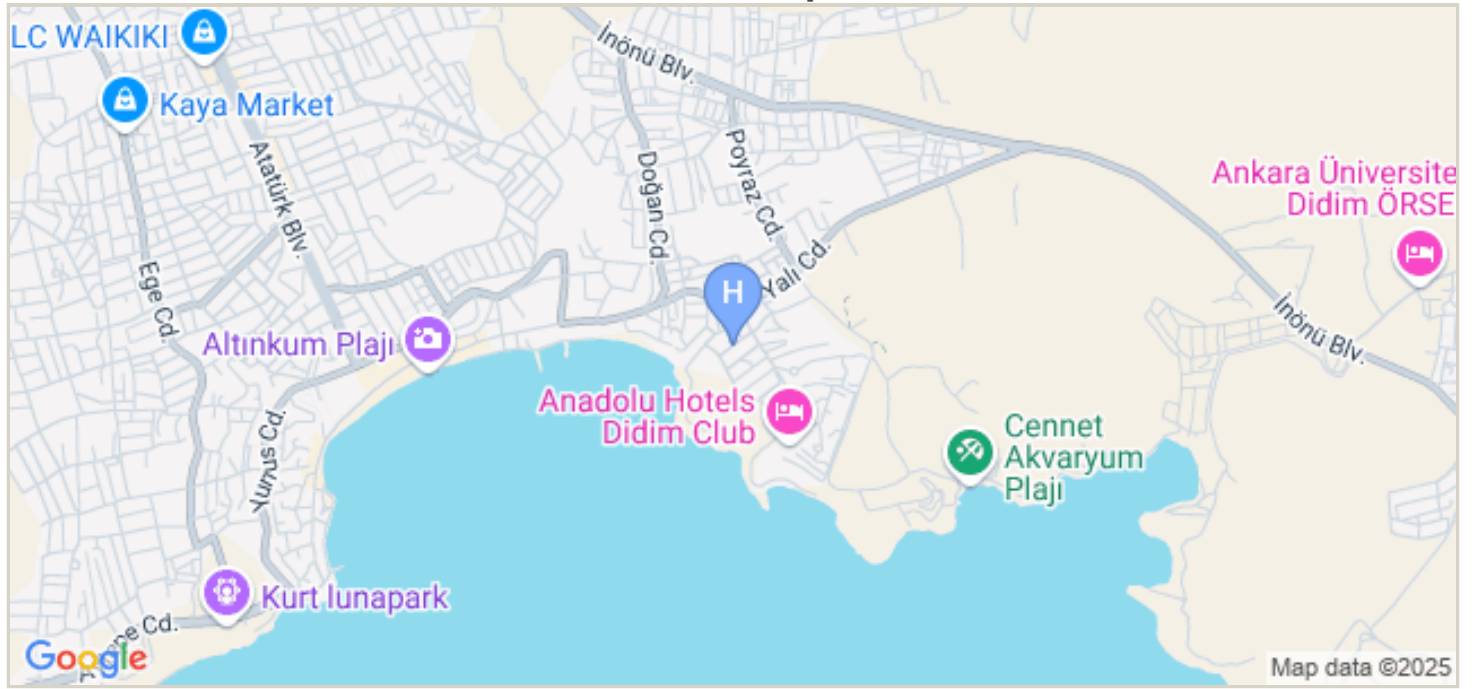 LC WAIKIKI
Kaya Market
İnönü Blv.
Atatürk Blv.
Doğan Cd.
Poyraz Cd.
Ankara Üniversite
Didim ÖRSE
Ege Cd.
H
Yalı Cd.
İnönü Blv.
Altınkum Plajı
Anadolu Hotels
Didim Club
Yunus Cd.
Cennet
Akvaryum
Plajı
Kurt lunapark
Cd.
Google
Map data ©2025